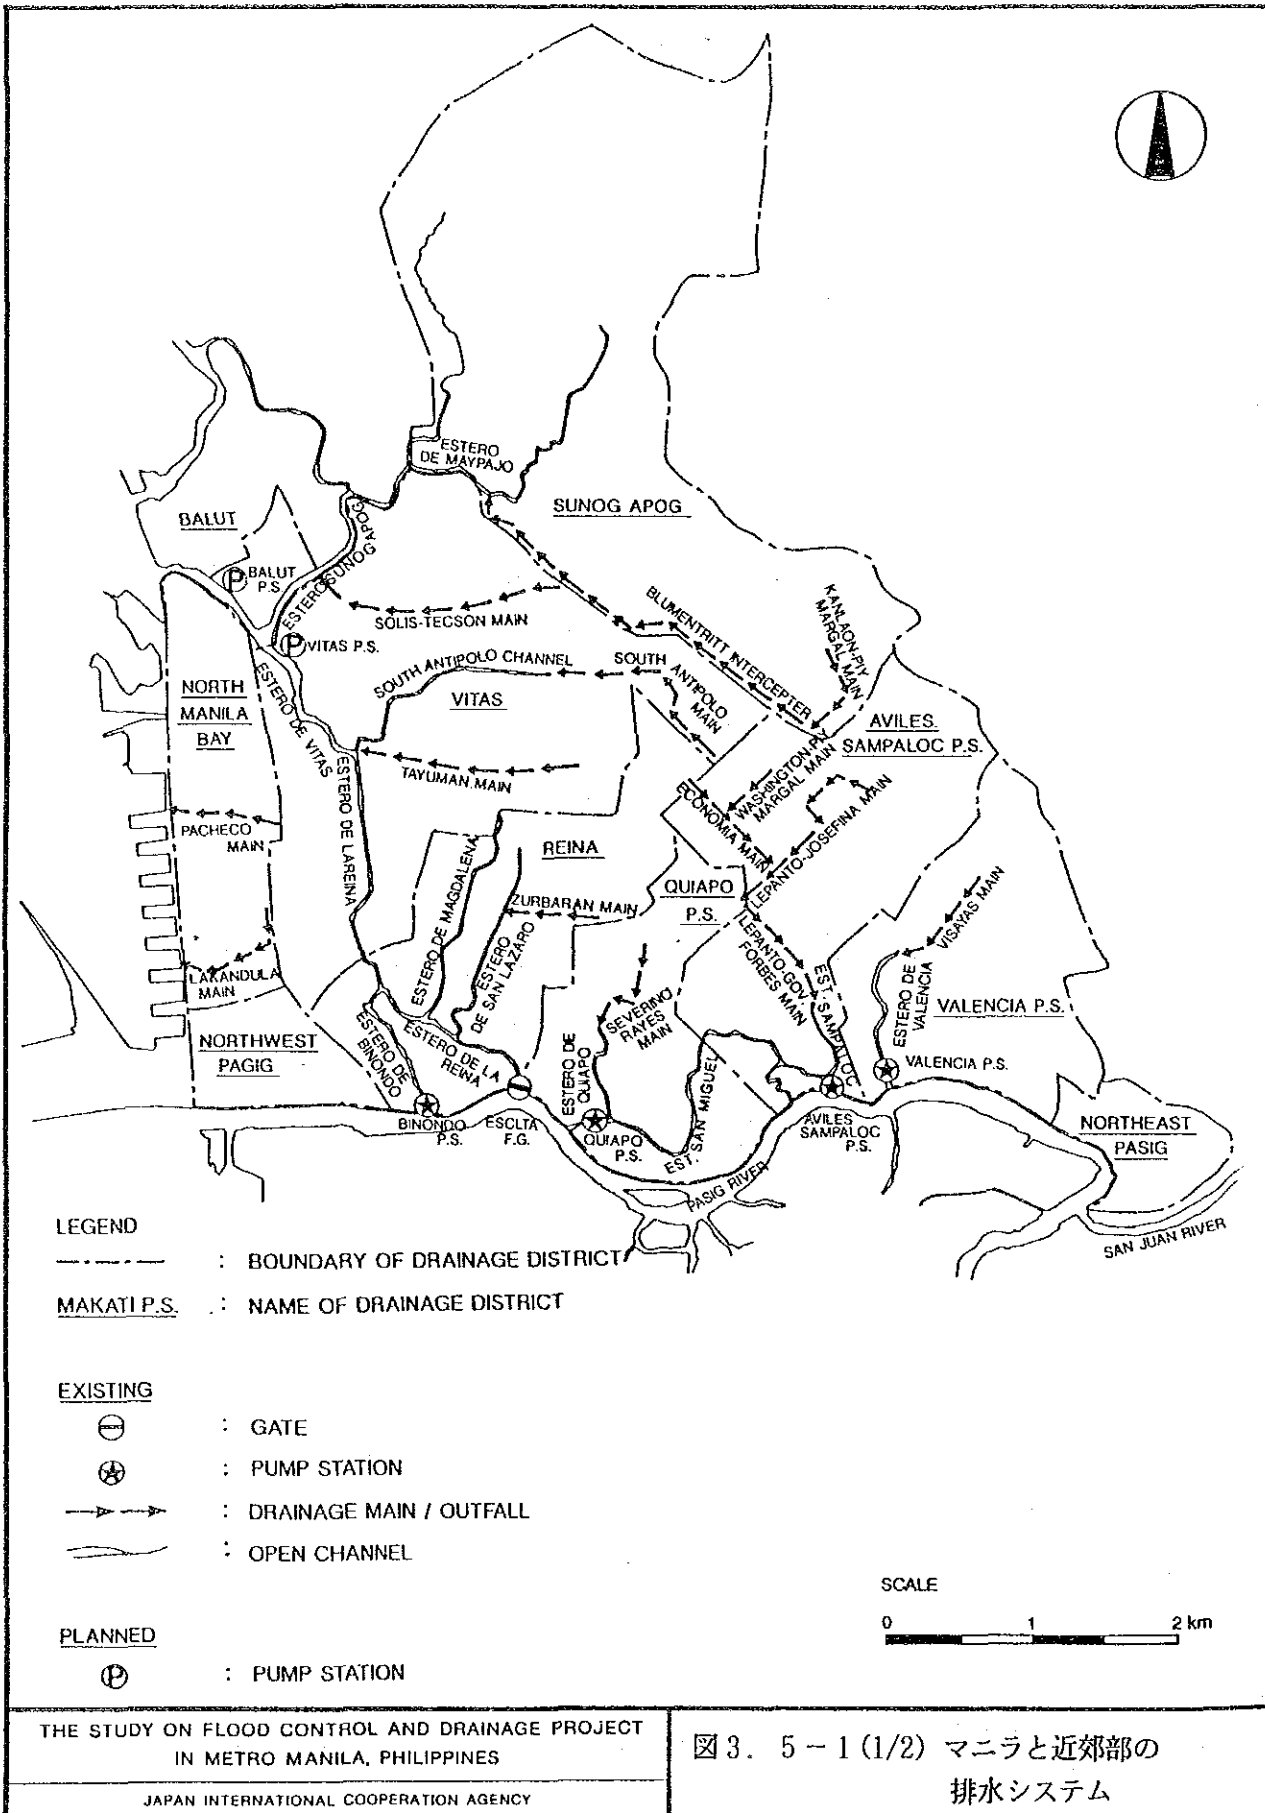 ESTERO
DE MAYPAJO
SUNOG APOG
BALUT
BALUT
P.S.
ESTERO SUNOG APOG
SOLIS-TECSON MAIN
VITAS P.S.
BLUMENTRITT INTERCEPTER
KANLAON-PIY
MARGAL MAIN
SOUTH ANTIPOLO CHANNEL
SOUTH
ANTIPOLO
MAIN
VITAS
NORTH
MANILA
BAY
ESTERO DE VITAS
AVILES.
SAMPALOC P.S.
TAYUMAN MAIN
ESTERO DE LAREINA
ECONOMIA MAIN
WASHINGTON-PIY
MARGAL MAIN
LEPANTO-JOSEFINA MAIN
PACHECO
MAIN
REINA
ESTERO DE MAGDALENA
QUIAPO
P.S.
ZURBARAN MAIN
ESTERO
DE SAN LAZARO
VISAYAS MAIN
LEPANTO-GOV.
FORBES MAIN
LAKANDULA
MAIN
EST. SAMPALOC
ESTERO DE
VALENCIA
VALENCIA P.S.
SEVERINO
RAYES
MAIN
NORTHWEST
PAGIG
ESTERO DE
BINONDO
ESTERO DE LA
REINA
ESTERO DE
QUIAPO
EST. SAN MIGUEL
VALENCIA P.S.
BINONDO
P.S.
ESCLTA
F.G.
QUIAPO
P.S.
AVILES
SAMPALOC
P.S.
NORTHEAST
PASIG
PASIG RIVER
SAN JUAN RIVER
LEGEND
: BOUNDARY OF DRAINAGE DISTRICT
MAKATI P.S. : NAME OF DRAINAGE DISTRICT
EXISTING
: GATE
: PUMP STATION
: DRAINAGE MAIN / OUTFALL
: OPEN CHANNEL
SCALE
0 1 2 km
PLANNED
P : PUMP STATION
THE STUDY ON FLOOD CONTROL AND DRAINAGE PROJECT
IN METRO MANILA, PHILIPPINES
JAPAN INTERNATIONAL COOPERATION AGENCY
図3. 5-1 (1/2) マニラと近郊部の
排水システム